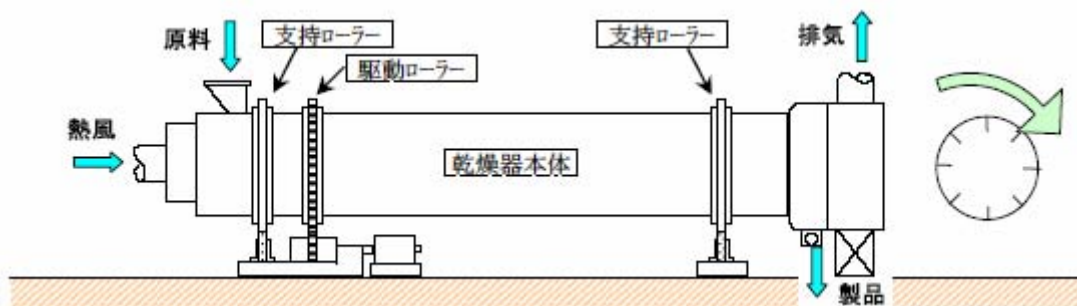 原料
支持ローラー
駆動ローラー
支持ローラー
排気
熱風
乾燥器本体
製品